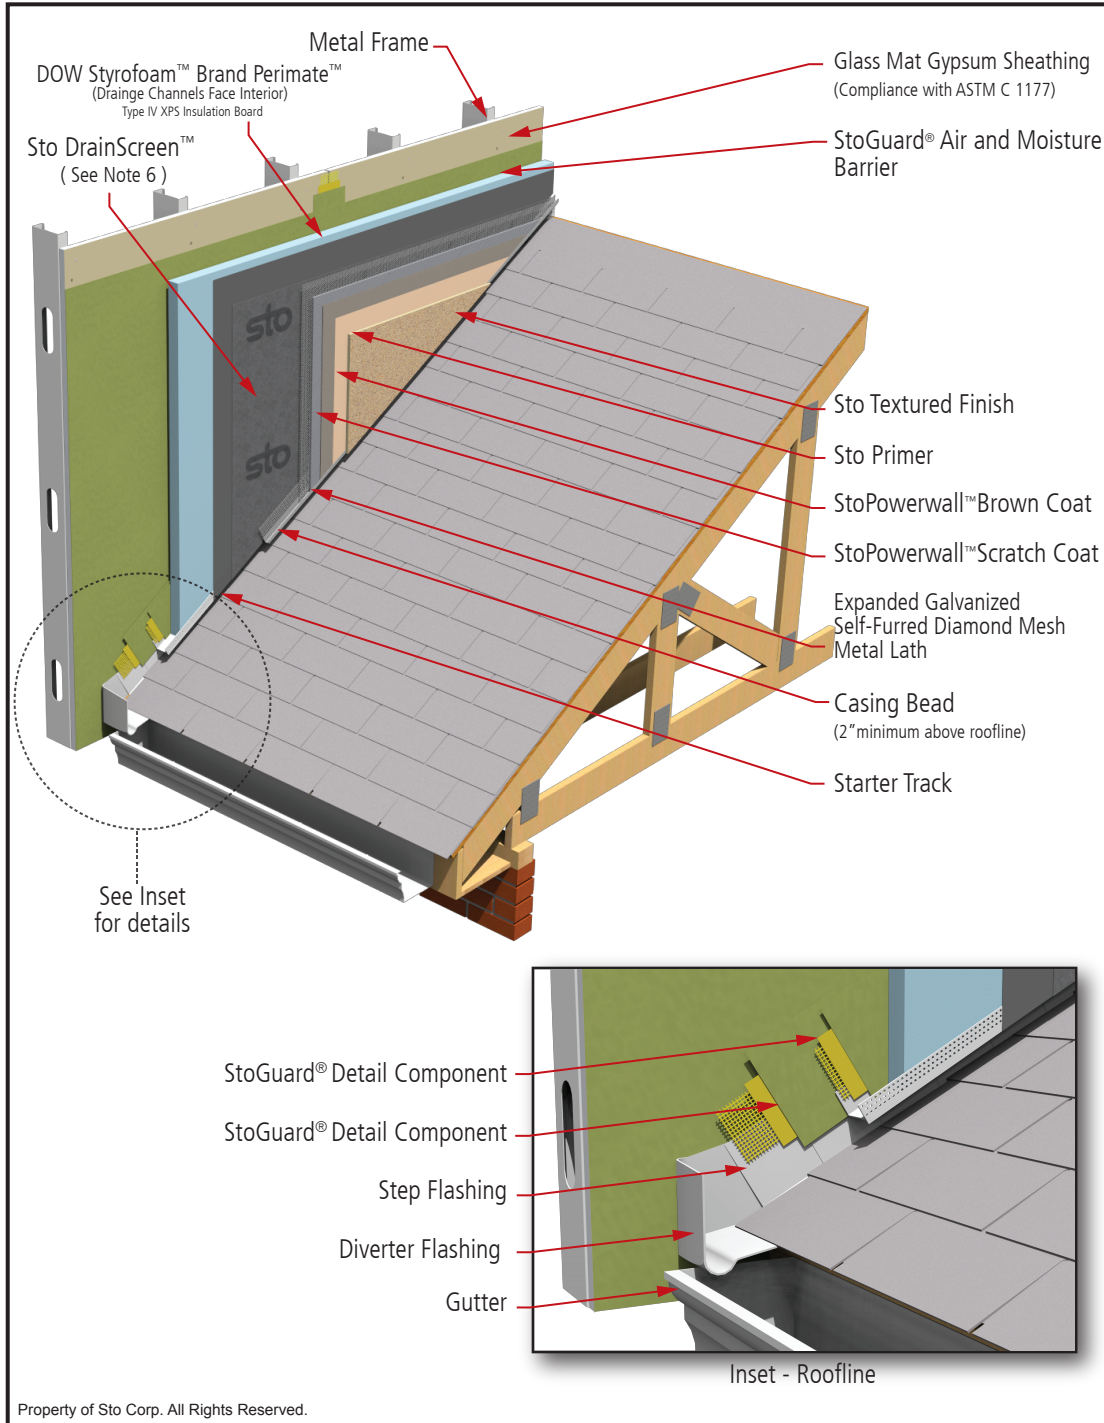 Metal Frame
DOW Styrofoam™ Brand Perimate™
(Drainge Channels Face Interior)
Type IV XPS Insulation Board
Sto DrainScreen™
( See Note 6 )
Glass Mat Gypsum Sheathing
(Compliance with ASTM C 1177)
StoGuard® Air and Moisture
Barrier
sto
sto
Sto Textured Finish
Sto Primer
StoPowerwall™Brown Coat
StoPowerwall™Scratch Coat
Expanded Galvanized
Self-Furred Diamond Mesh
Metal Lath
Casing Bead
(2”minimum above roofline)
Starter Track
See Inset
for details
StoGuard® Detail Component
StoGuard® Detail Component
Step Flashing
Diverter Flashing
Gutter
Inset - Roofline
Property of Sto Corp. All Rights Reserved.